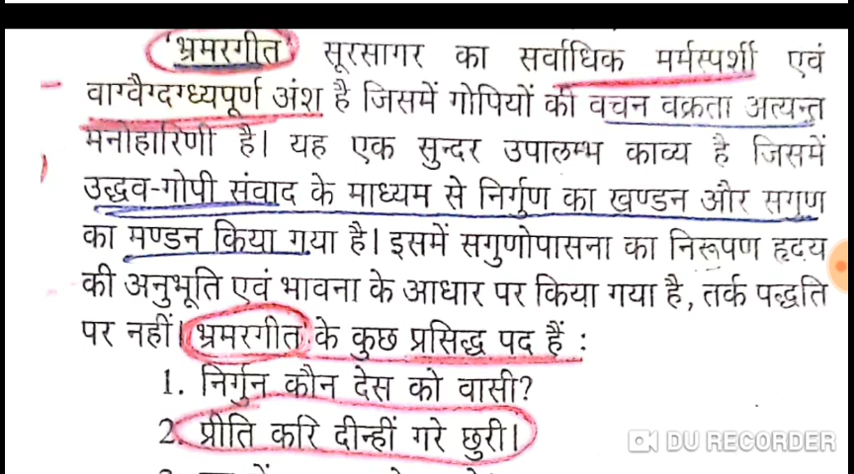 'भ्रमरगीत' सूरसागर का सर्वाधिक मर्मस्पर्शी एवं
वाग्वैग्दग्ध्यपूर्ण अंश है जिसमें गोपियों की वचन वक्रता अत्यन्त
मनोहारिणी है। यह एक सुन्दर उपालम्भ काव्य है जिसमें
उद्धव-गोपी संवाद के माध्यम से निर्गुण का खण्डन और सगुण
का मण्डन किया गया है। इसमें सगुणोपासना का निरूपण हृदय
की अनुभूति एवं भावना के आधार पर किया गया है, तर्क पद्धति
पर नहीं। भ्रमरगीत के कुछ प्रसिद्ध पद हैं :
1. निर्गुन कौन देस को वासी?
2. प्रीति करि दीन्हीं गरे छुरी।
DU RECORDER